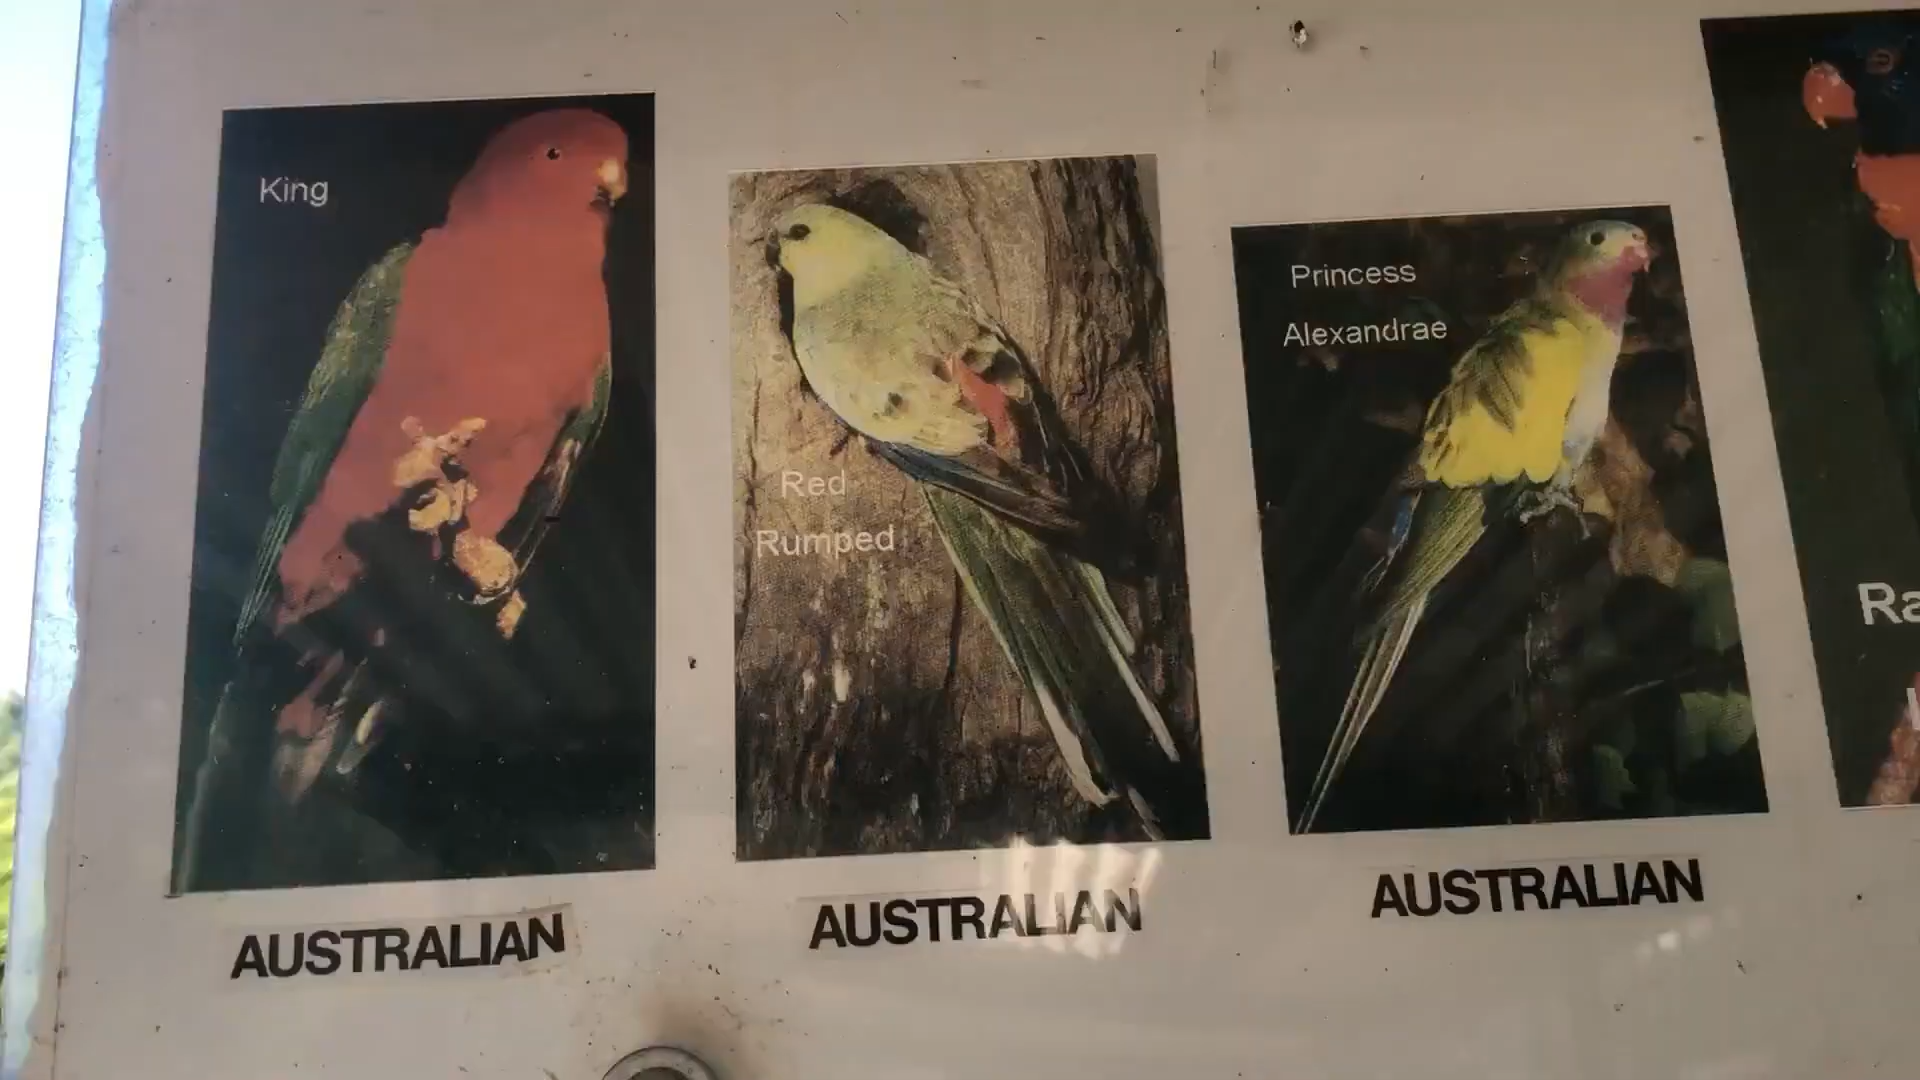 King
AUSTRALIAN
Red
Rumped
AUSTRALIAN
Princess
Alexandrae
AUSTRALIAN